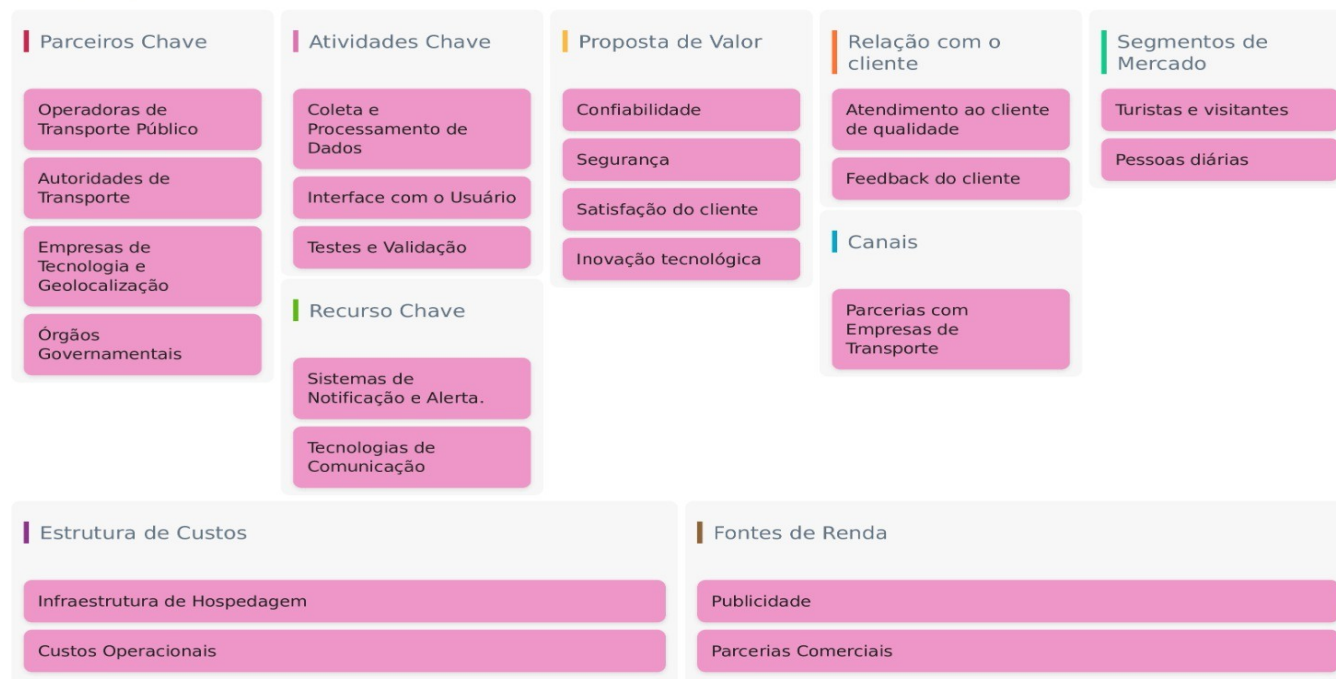 Parceiros Chave
Operadoras de
Transporte Público
Autoridades de
Transporte
Empresas de
Tecnologia e
Geolocalização
Órgãos
Governamentais
Atividades Chave
Coleta e
Processamento de
Dados
Interface com o Usuário
Testes e Validação
Recurso Chave
Sistemas de
Notificação e Alerta.
Tecnologias de
Comunicação
Proposta de Valor
Confiabilidade
Segurança
Satisfação do cliente
Inovação tecnológica
Relação com o
cliente
Atendimento ao cliente
de qualidade
Feedback do cliente
Canais
Parcerias com
Empresas de
Transporte
Segmentos de
Mercado
Turistas e visitantes
Pessoas diárias
Estrutura de Custos
Infraestrutura de Hospedagem
Custos Operacionais
Fontes de Renda
Publicidade
Parcerias Comerciais